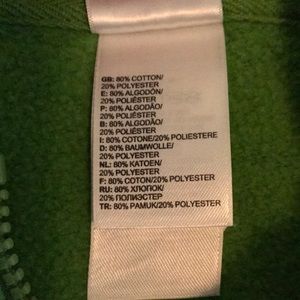 GB: 80% COTTON/
20% POLYESTER
E: 80% ALGODÓN/
20% POLIÉSTER
P: 80% ALGODÃO/
20% POLIÉSTER
B: 80% ALGODÃO/
20% POLIÉSTER
I: 80% COTONE/20% POLIESTERE
D: 80% BAUMWOLLE/
20% POLYESTER
NL: 80% KATOEN/
20% POLYESTER
F: 80% COTON/20% POLYESTER
RU: 80% ХЛОПОК/
20% ПОЛИЭСТЕР
TR: 80% PAMUK/20% POLYESTER